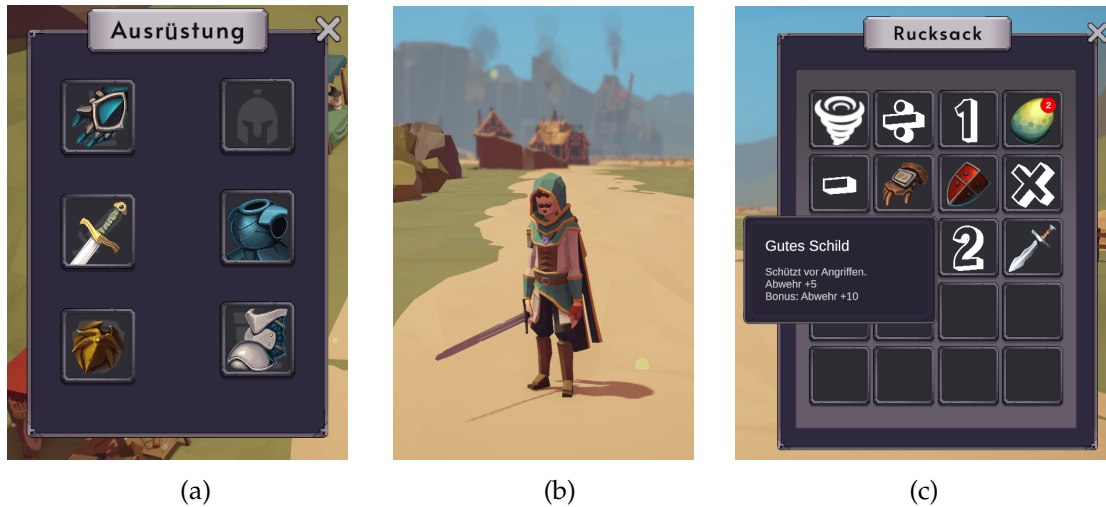 Ausrüstung
Rucksack
1
2
Gutes Schild
Schützt vor Angriffen.
Abwehr +5
Bonus: Abwehr +10
2
(a)
(b)
(c)